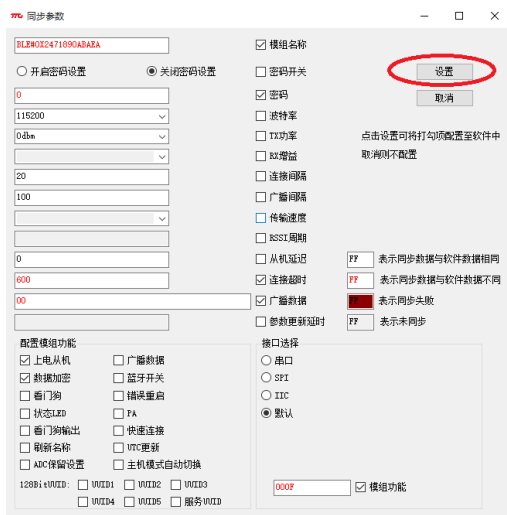 TTC 同步参数
BLE#0X2471890ABAEA
模组名称
开启密码设置 关闭密码设置 密码开关 设置
0 密码 取消
115200 波特率
0dbm TX功率 点击设置可将打勾项配置至软件中
RX增益 取消则不配置
20 连接间隔
100 广播间隔
传输速度
RSSI周期
0 从机延迟 FF 表示同步数据与软件数据相同
600 连接超时 FF 表示同步数据与软件数据不同
00 广播数据 FF 表示同步失败
参数更新延时 FF 表示未同步
配置模组功能 接口选择
上电从机 广播数据 串口
数据加密 蓝牙开关 SPI
看门狗 错误重启 IIC
状态LED PA 默认
看门狗输出 快速连接
刷新名称 UTC更新
ADC保留设置 主机模式自动切换
128BitUUID: UUID1 UUID2 UUID3 000F 模组功能
UUID4 UUID5 服务UUID